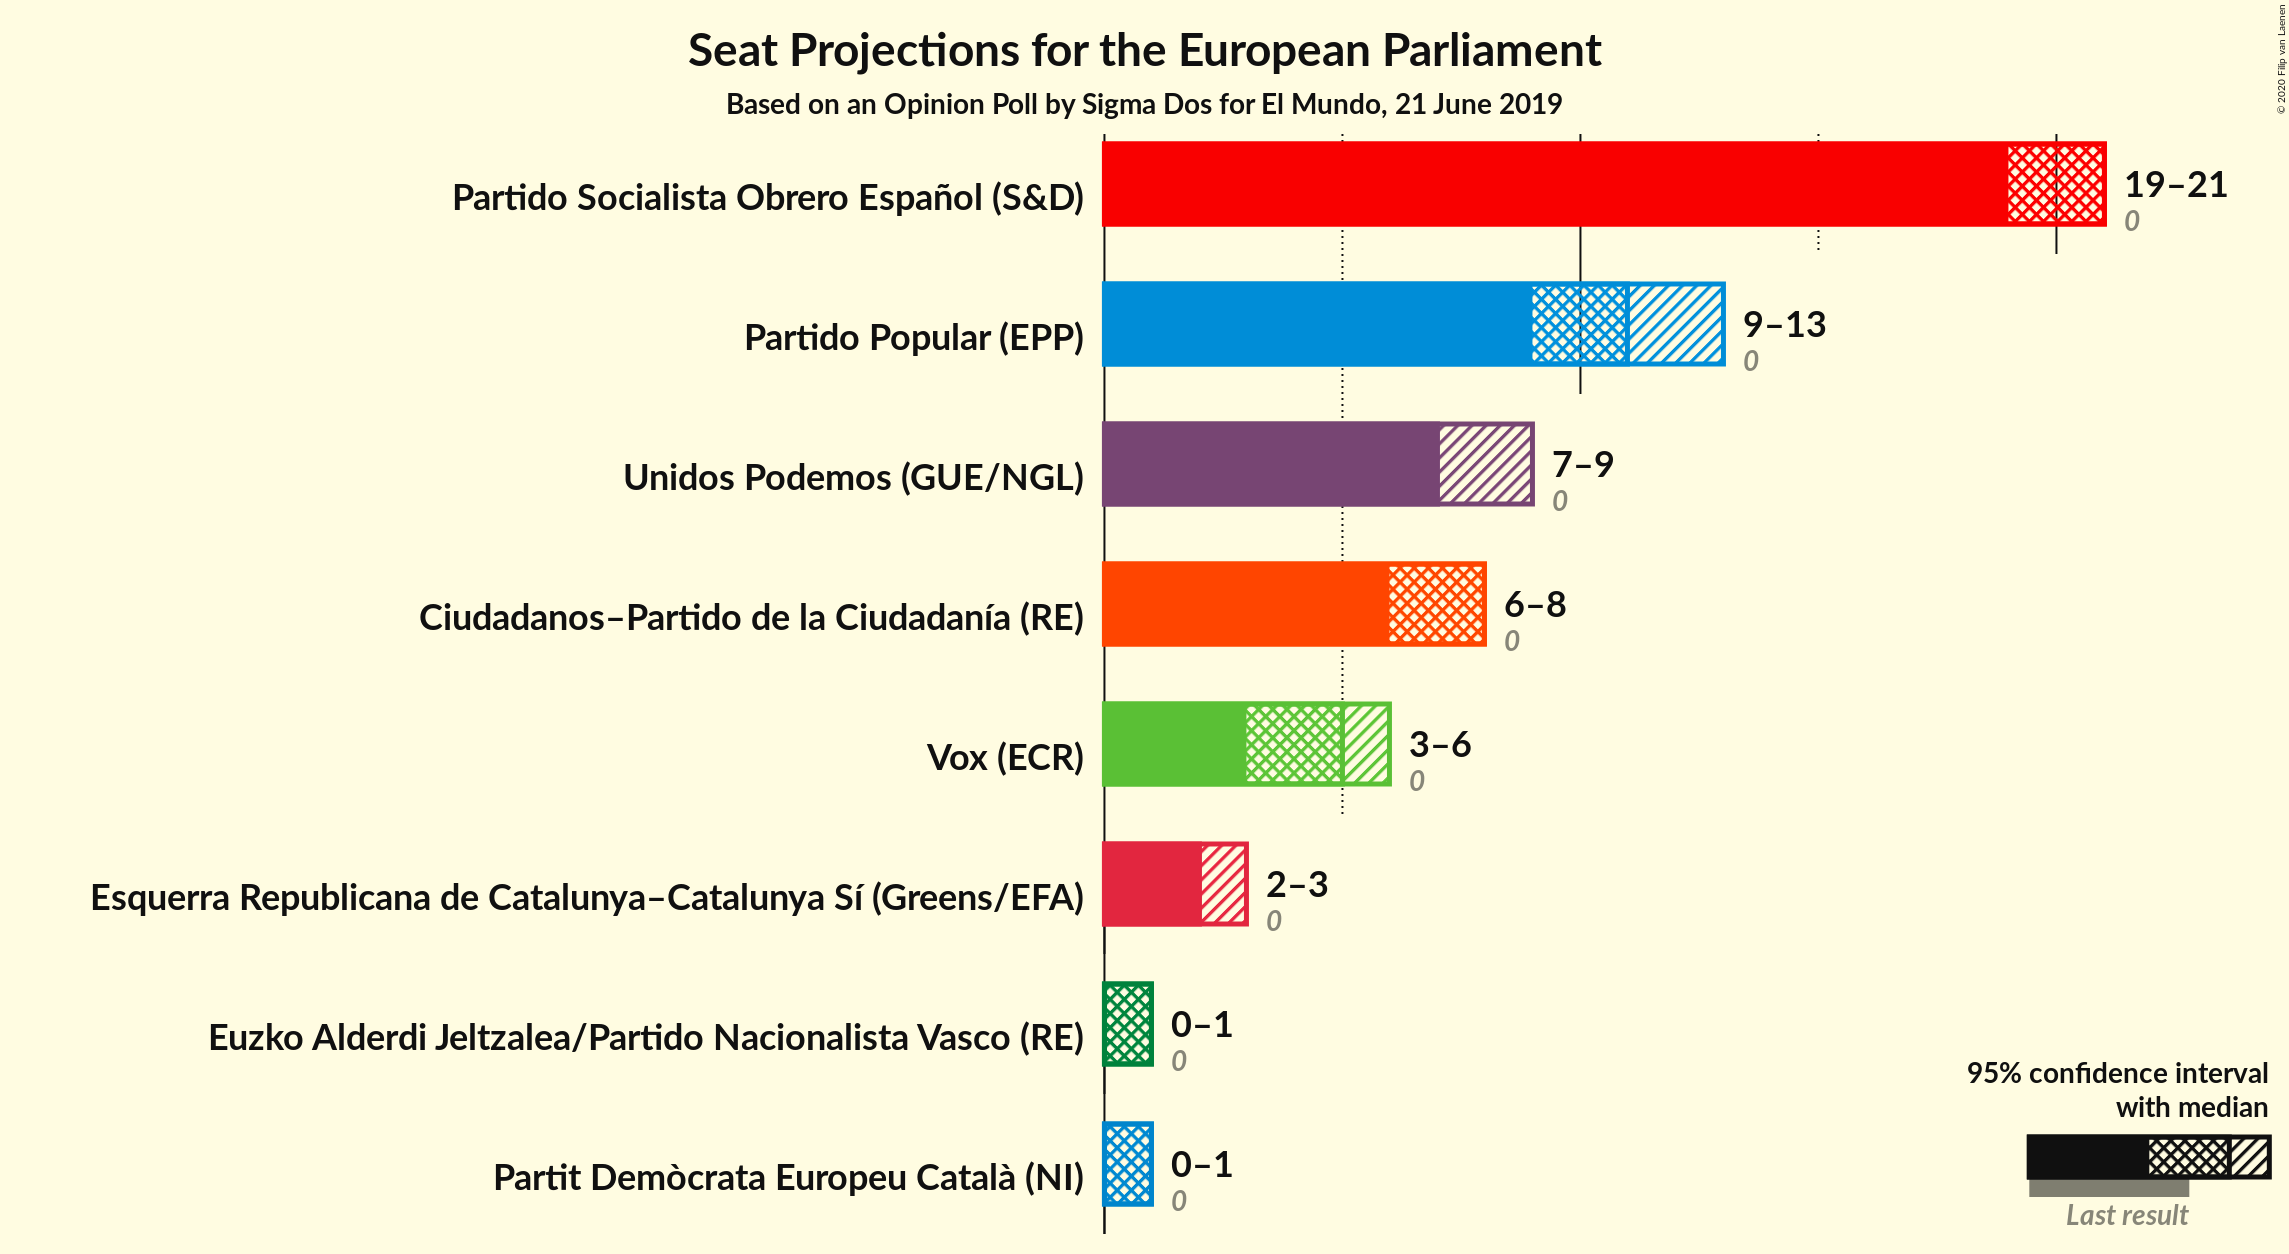 Seat Projections for the European Parliament
Based on an Opinion Poll by Sigma Dos for El Mundo, 21 June 2019
© 2020 Filip van Laenen
Partido Socialista Obrero Español (S&D)
19–21
0
Partido Popular (EPP)
9–13
0
Unidos Podemos (GUE/NGL)
7–9
0
Ciudadanos–Partido de la Ciudadanía (RE)
6–8
0
Vox (ECR)
3–6
0
Esquerra Republicana de Catalunya–Catalunya Sí (Greens/EFA)
2–3
0
Euzko Alderdi Jeltzalea/Partido Nacionalista Vasco (RE)
0–1
0
Partit Demòcrata Europeu Català (NI)
0–1
0
95% confidence interval
with median
Last result